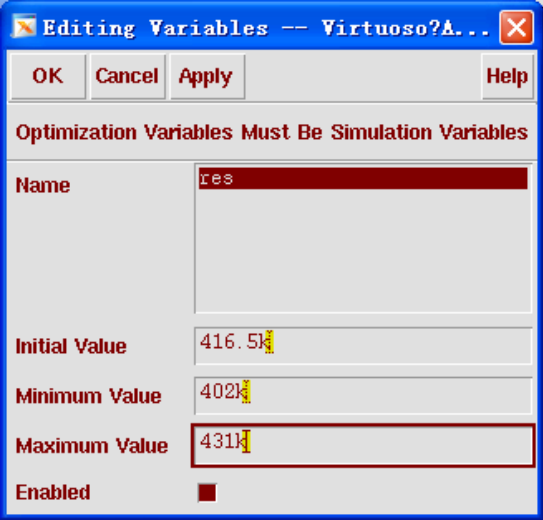 Editing Variables -- Virtuoso?A...
OK Cancel Apply Help
Optimization Variables Must Be Simulation Variables
Name res
Initial Value 416.5k
Minimum Value 402k
Maximum Value 431k
Enabled